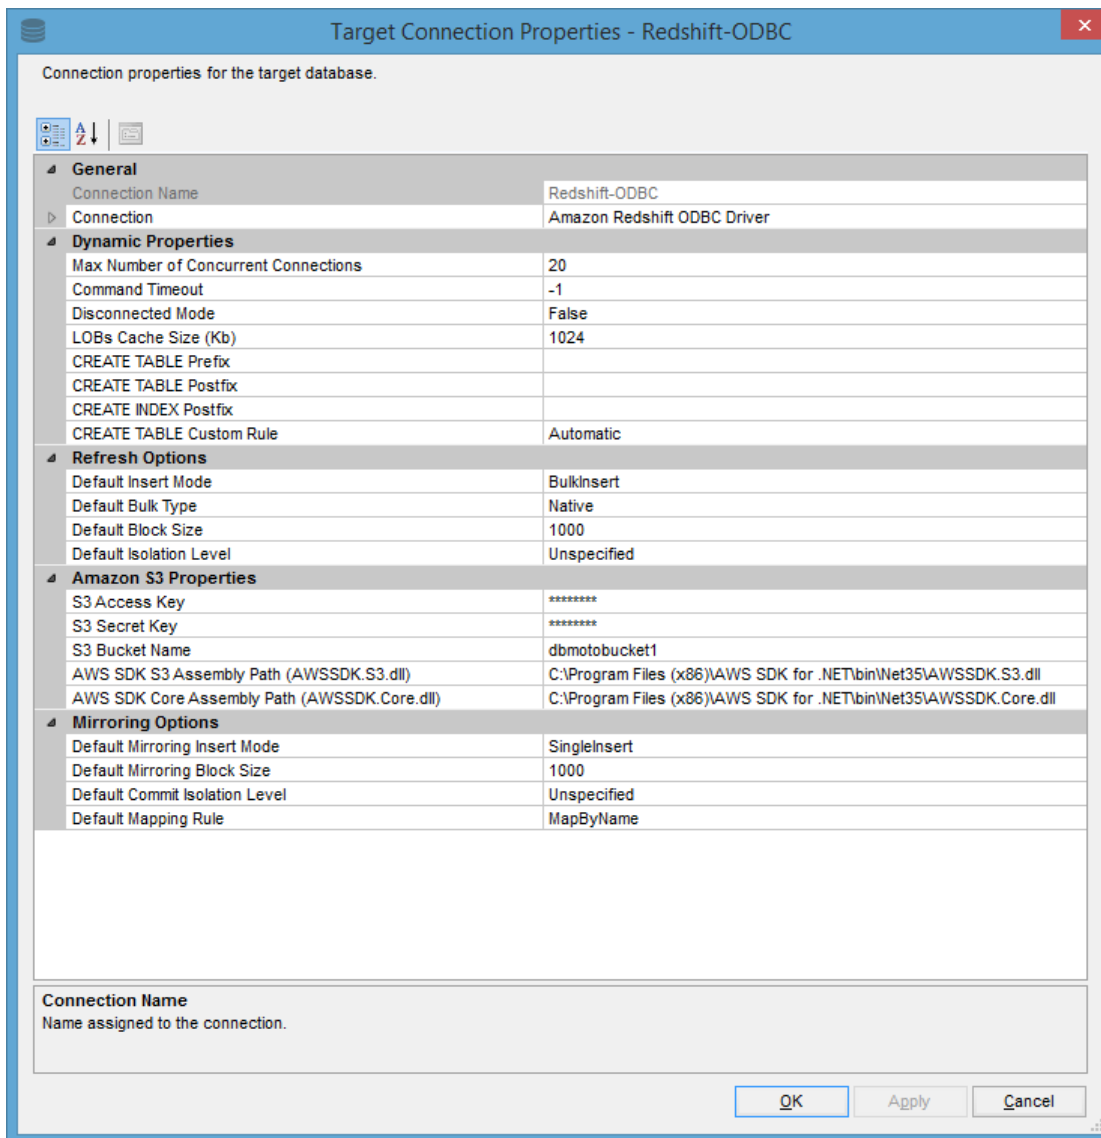 Target Connection Properties - Redshift-ODBC
Connection properties for the target database.
General
Connection Name Redshift-ODBC
Connection Amazon Redshift ODBC Driver
Dynamic Properties
Max Number of Concurrent Connections 20
Command Timeout -1
Disconnected Mode False
LOBs Cache Size (Kb) 1024
CREATE TABLE Prefix
CREATE TABLE Postfix
CREATE INDEX Postfix
CREATE TABLE Custom Rule Automatic
Refresh Options
Default Insert Mode BulkInsert
Default Bulk Type Native
Default Block Size 1000
Default Isolation Level Unspecified
Amazon S3 Properties
S3 Access Key ********
S3 Secret Key ********
S3 Bucket Name dbmotobucket1
AWS SDK S3 Assembly Path (AWSSDK.S3.dll) C:\Program Files (x86)\AWS SDK for .NET\bin\Net35\AWSSDK.S3.dll
AWS SDK Core Assembly Path (AWSSDK.Core.dll) C:\Program Files (x86)\AWS SDK for .NET\bin\Net35\AWSSDK.Core.dll
Mirroring Options
Default Mirroring Insert Mode SingleInsert
Default Mirroring Block Size 1000
Default Commit Isolation Level Unspecified
Default Mapping Rule MapByName
Connection Name
Name assigned to the connection.
OK Apply Cancel